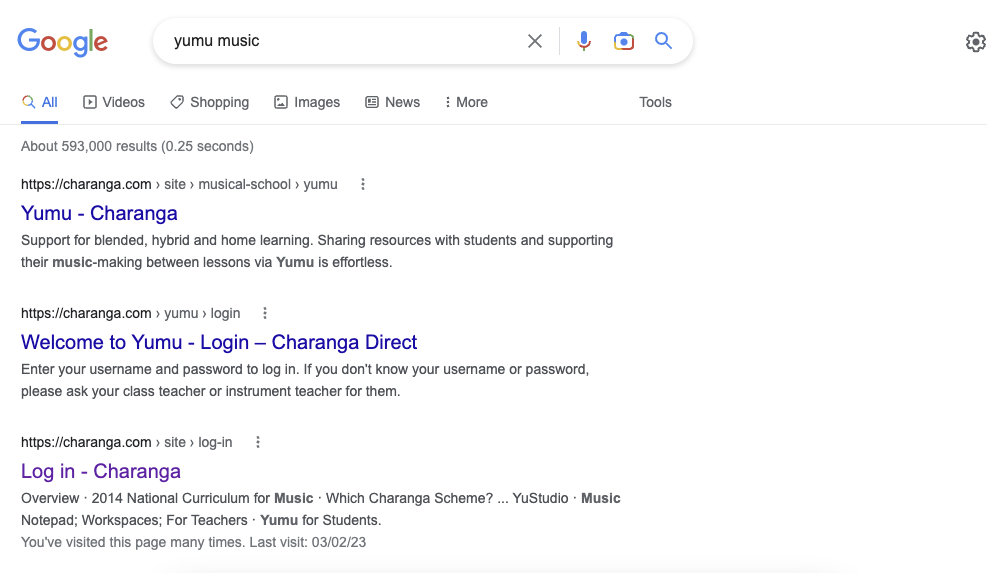 Google
yumu music
All
Videos
Shopping
Images
News
More
Tools
About 593,000 results (0.25 seconds)
https://charanga.com › site › musical-school › yumu
Yumu - Charanga
Support for blended, hybrid and home learning. Sharing resources with students and supporting
their music-making between lessons via Yumu is effortless.
https://charanga.com › yumu › login
Welcome to Yumu - Login – Charanga Direct
Enter your username and password to log in. If you don't know your username or password,
please ask your class teacher or instrument teacher for them.
https://charanga.com › site › log-in
Log in - Charanga
Overview · 2014 National Curriculum for Music · Which Charanga Scheme? ... YuStudio · Music
Notepad; Workspaces; For Teachers · Yumu for Students.
You've visited this page many times. Last visit: 03/02/23